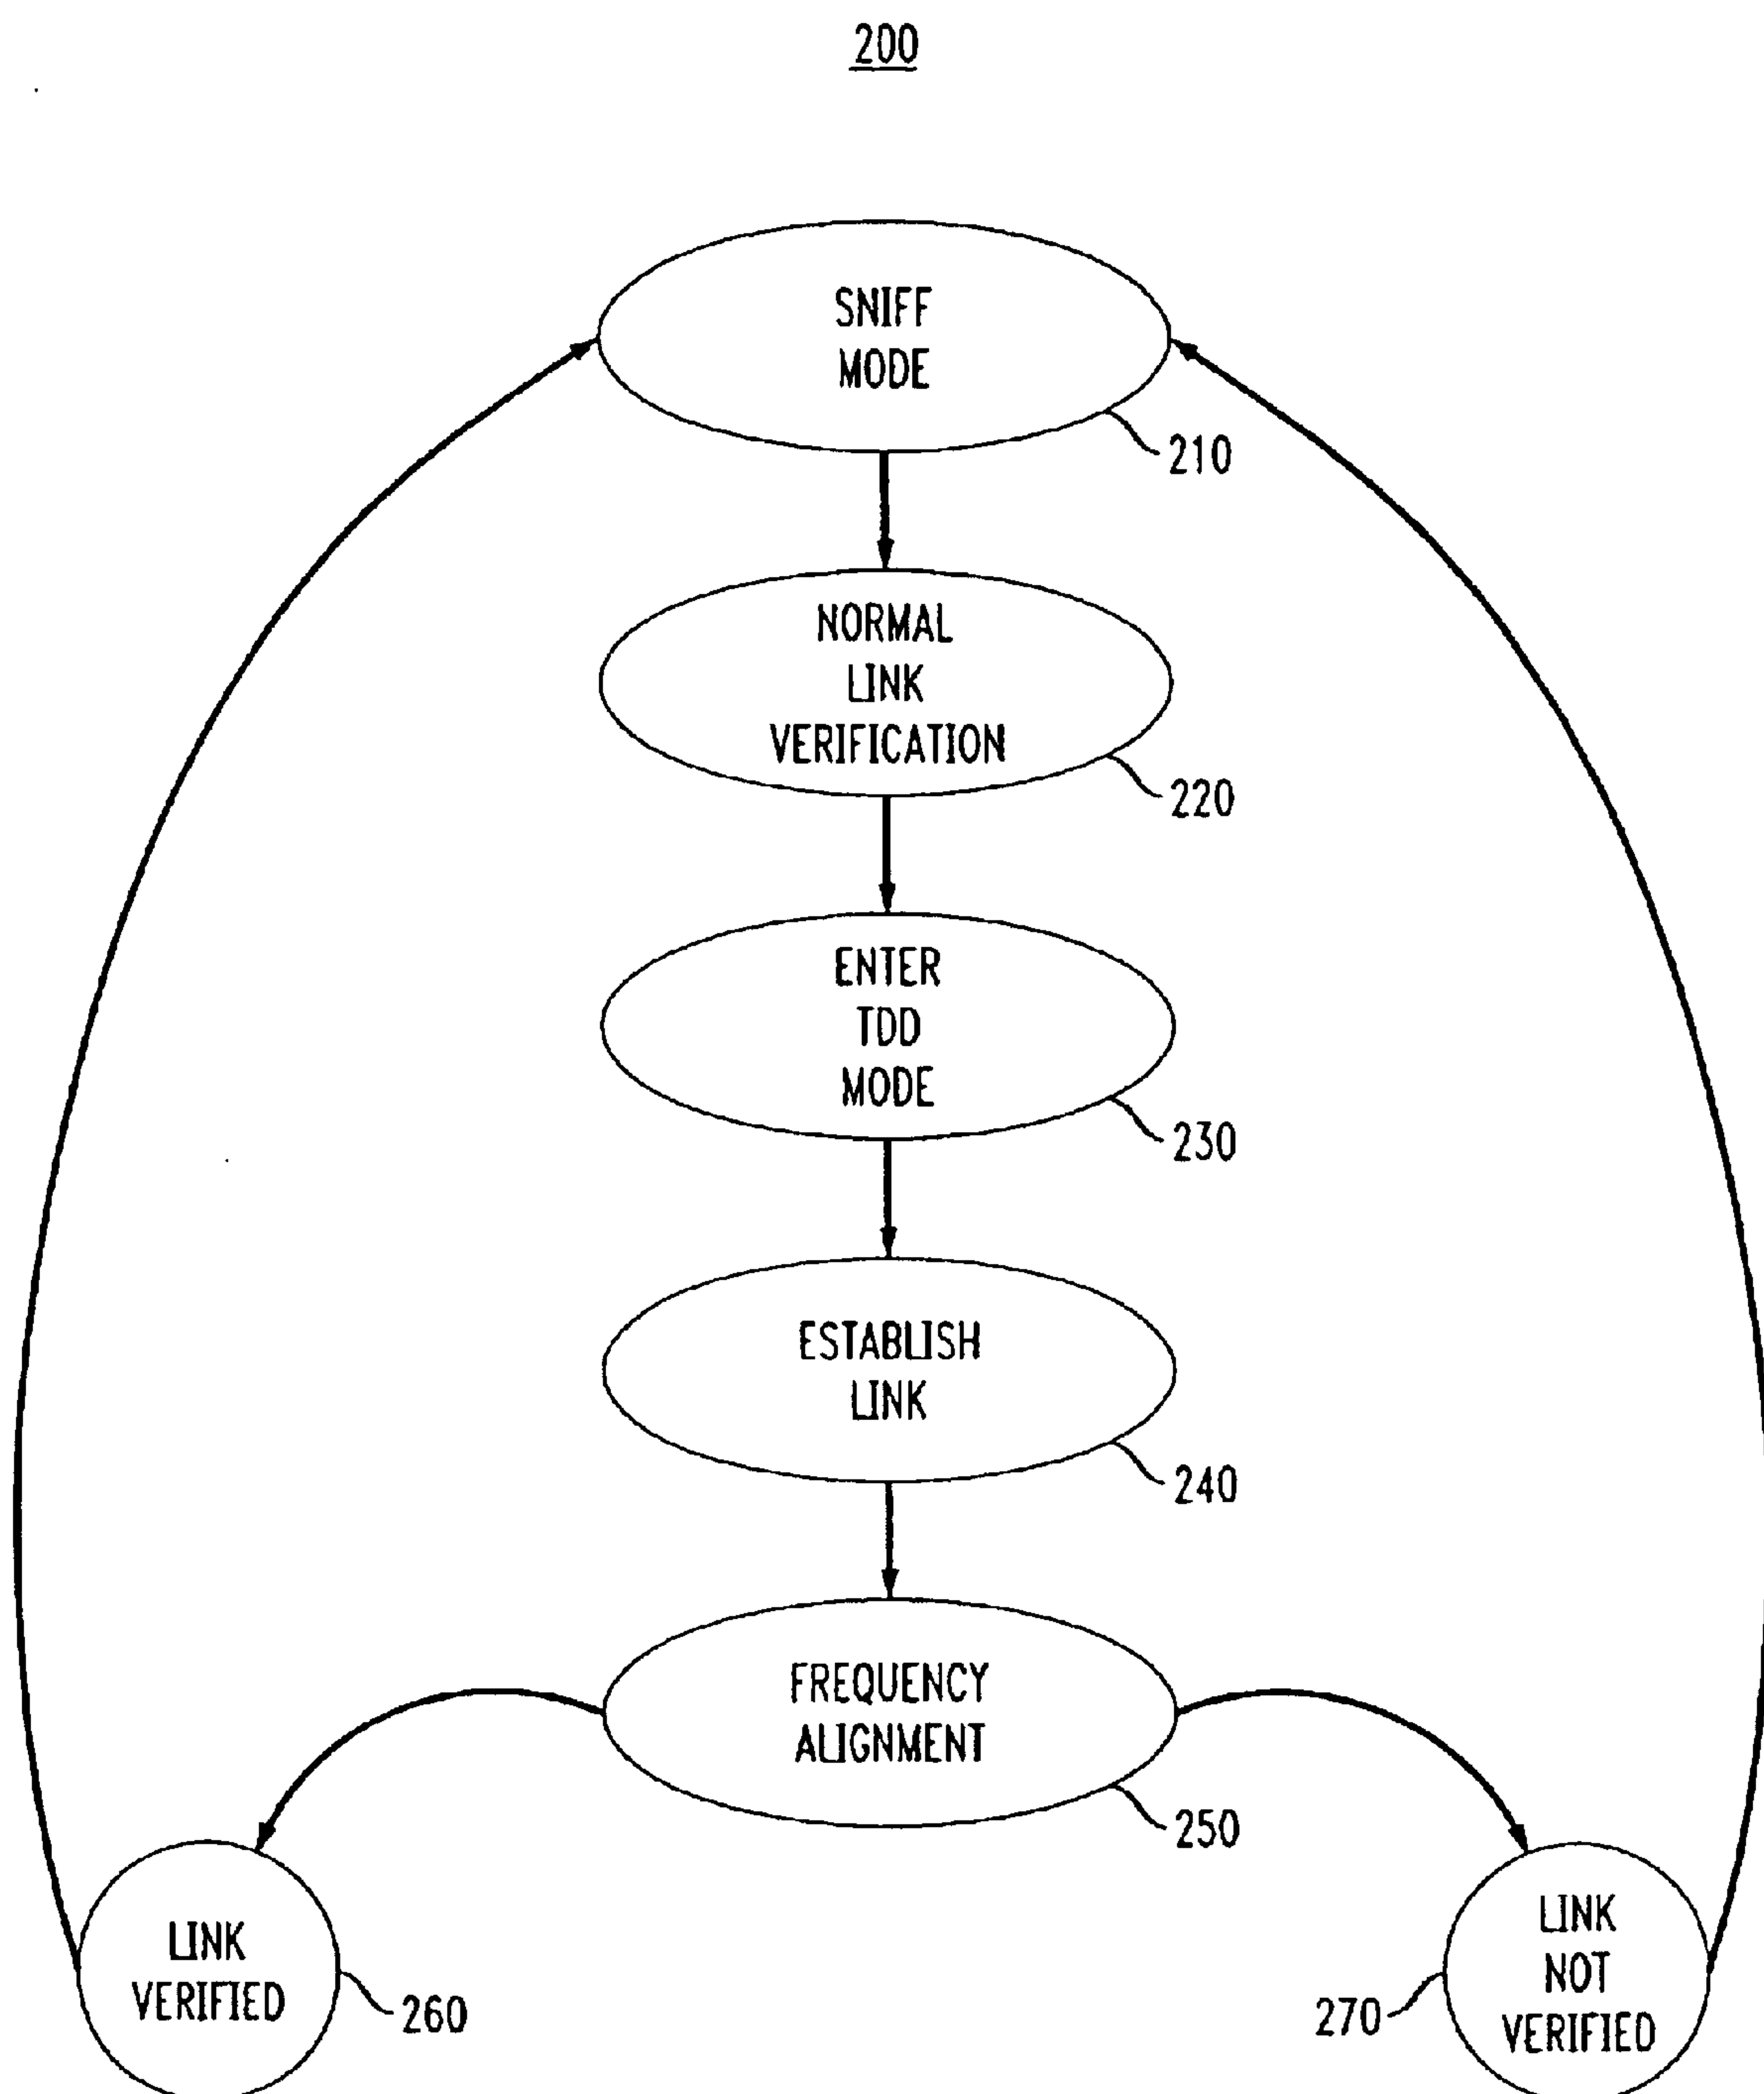 200
SNIFF
MODE
210
NORMAL
LINK
VERIFICATION
220
ENTER
TDD
MODE
230
ESTABLISH
LINK
240
FREQUENCY
ALIGNMENT
250
LINK
VERIFIED
260
LINK
NOT
VERIFIED
270